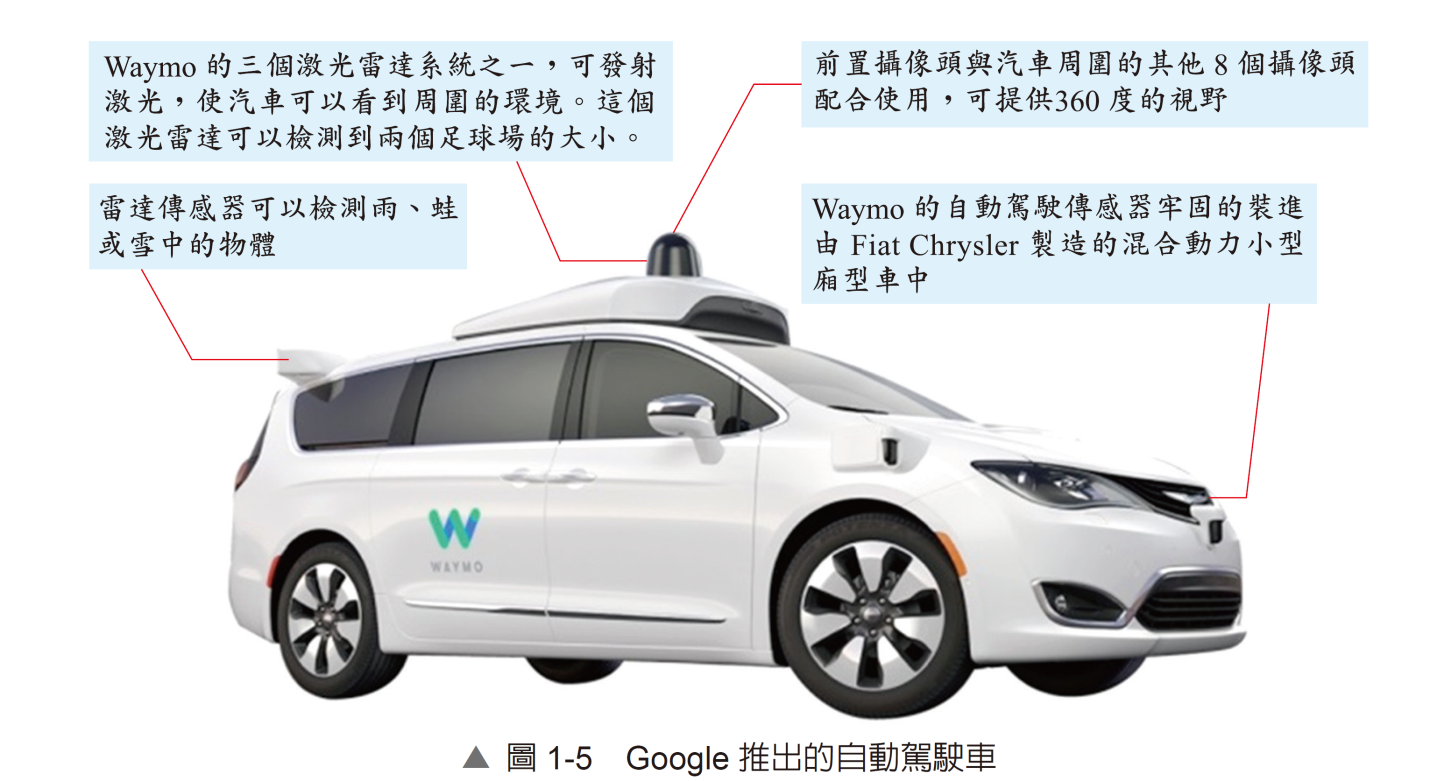 Waymo 的三個激光雷達系統之一，可發射
激光，使汽車可以看到周圍的環境。這個
激光雷達可以檢測到兩個足球場的大小。
前置攝像頭與汽車周圍的其他 8 個攝像頭
配合使用，可提供360 度的視野
雷達傳感器可以檢測雨、蛙
或雪中的物體
Waymo 的自動駕駛傳感器牢固的裝進
由 Fiat Chrysler 製造的混合動力小型
廂型車中
WAYMO
▲ 圖 1-5 Google 推出的自動駕駛車